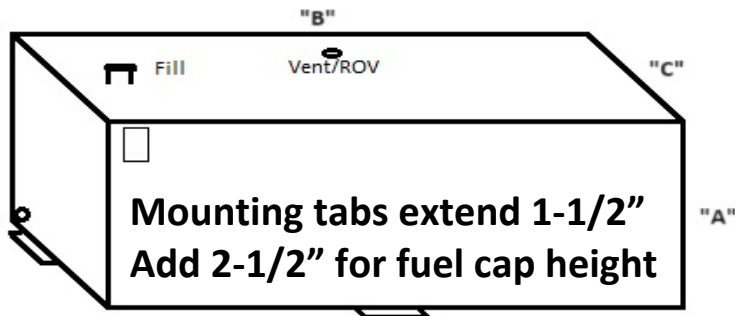 "B"
Fill
Vent/ROV
"C"
Mounting tabs extend 1-1/2”
"A"
Add 2-1/2” for fuel cap height